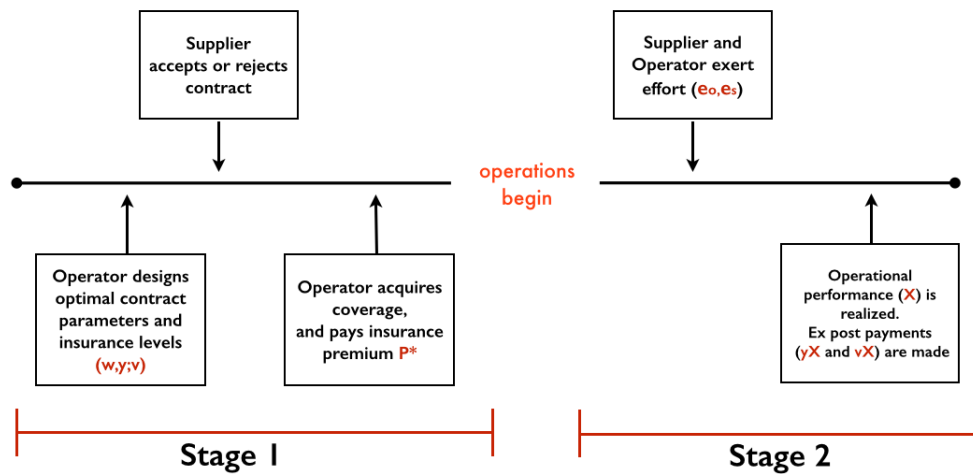 Supplier
accepts or rejects
contract
Supplier and
Operator exert
effort (eo,es)
operations
begin
Operator designs
optimal contract
parameters and
insurance levels
(w,y;v)
Operator acquires
coverage,
and pays insurance
premium P*
Operational
performance (X) is
realized.
Ex post payments
(yX and vX) are made
Stage 1
Stage 2